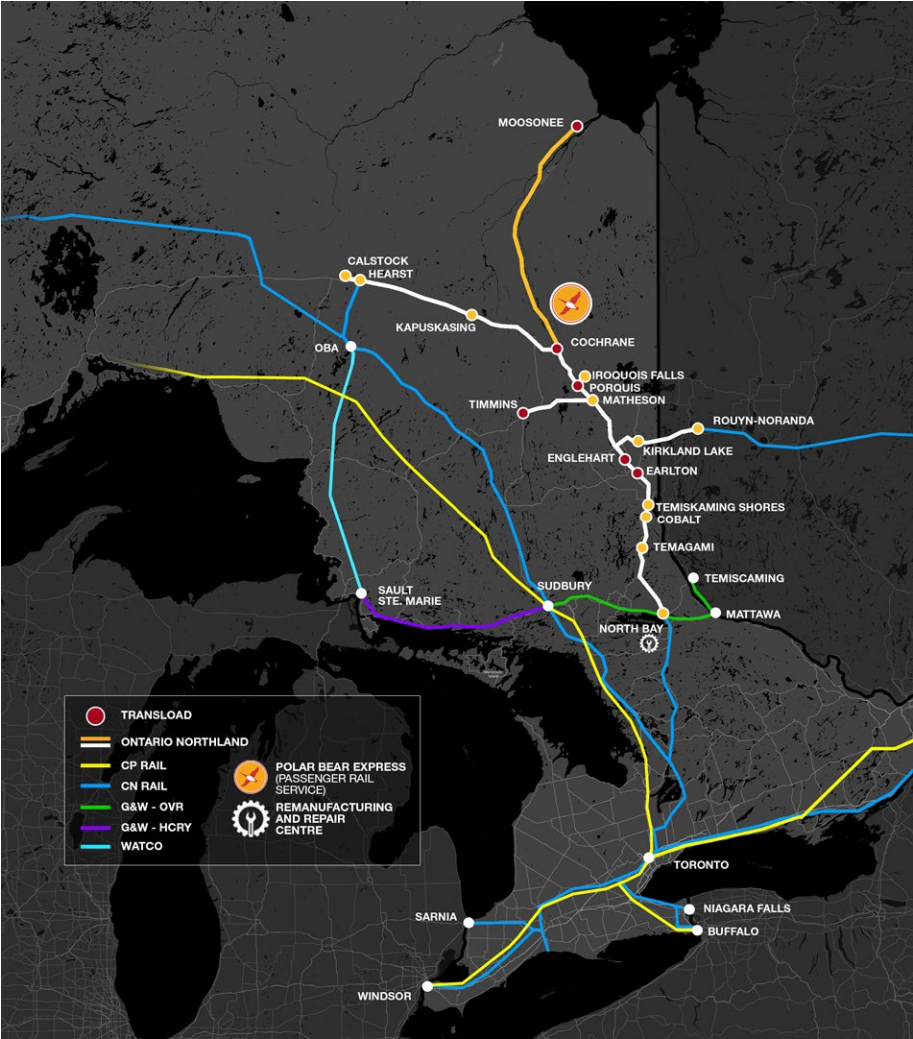 MOOSONEE
CALSTOCK
HEARST
KAPUSKASING
OBA
COCHRANE
IROQUOIS FALLS
PORQUIS
MATHESON
TIMMINS
ROUYN-NORANDA
KIRKLAND LAKE
ENGLEHART
EARLTON
TEMISKAMING SHORES
COBALT
TEMAGAMI
TEMISCAMING
SUDBURY
SAULT
STE. MARIE
MATTAWA
NORTH BAY
TRANSLOAD
ONTARIO NORTHLAND
CP RAIL
CN RAIL
G&W - OVR
G&W - HCRY
WATCO
POLAR BEAR EXPRESS
(PASSENGER RAIL
SERVICE)
REMANUFACTURING
AND REPAIR
CENTRE
TORONTO
SARNIA
NIAGARA FALLS
BUFFALO
WINDSOR